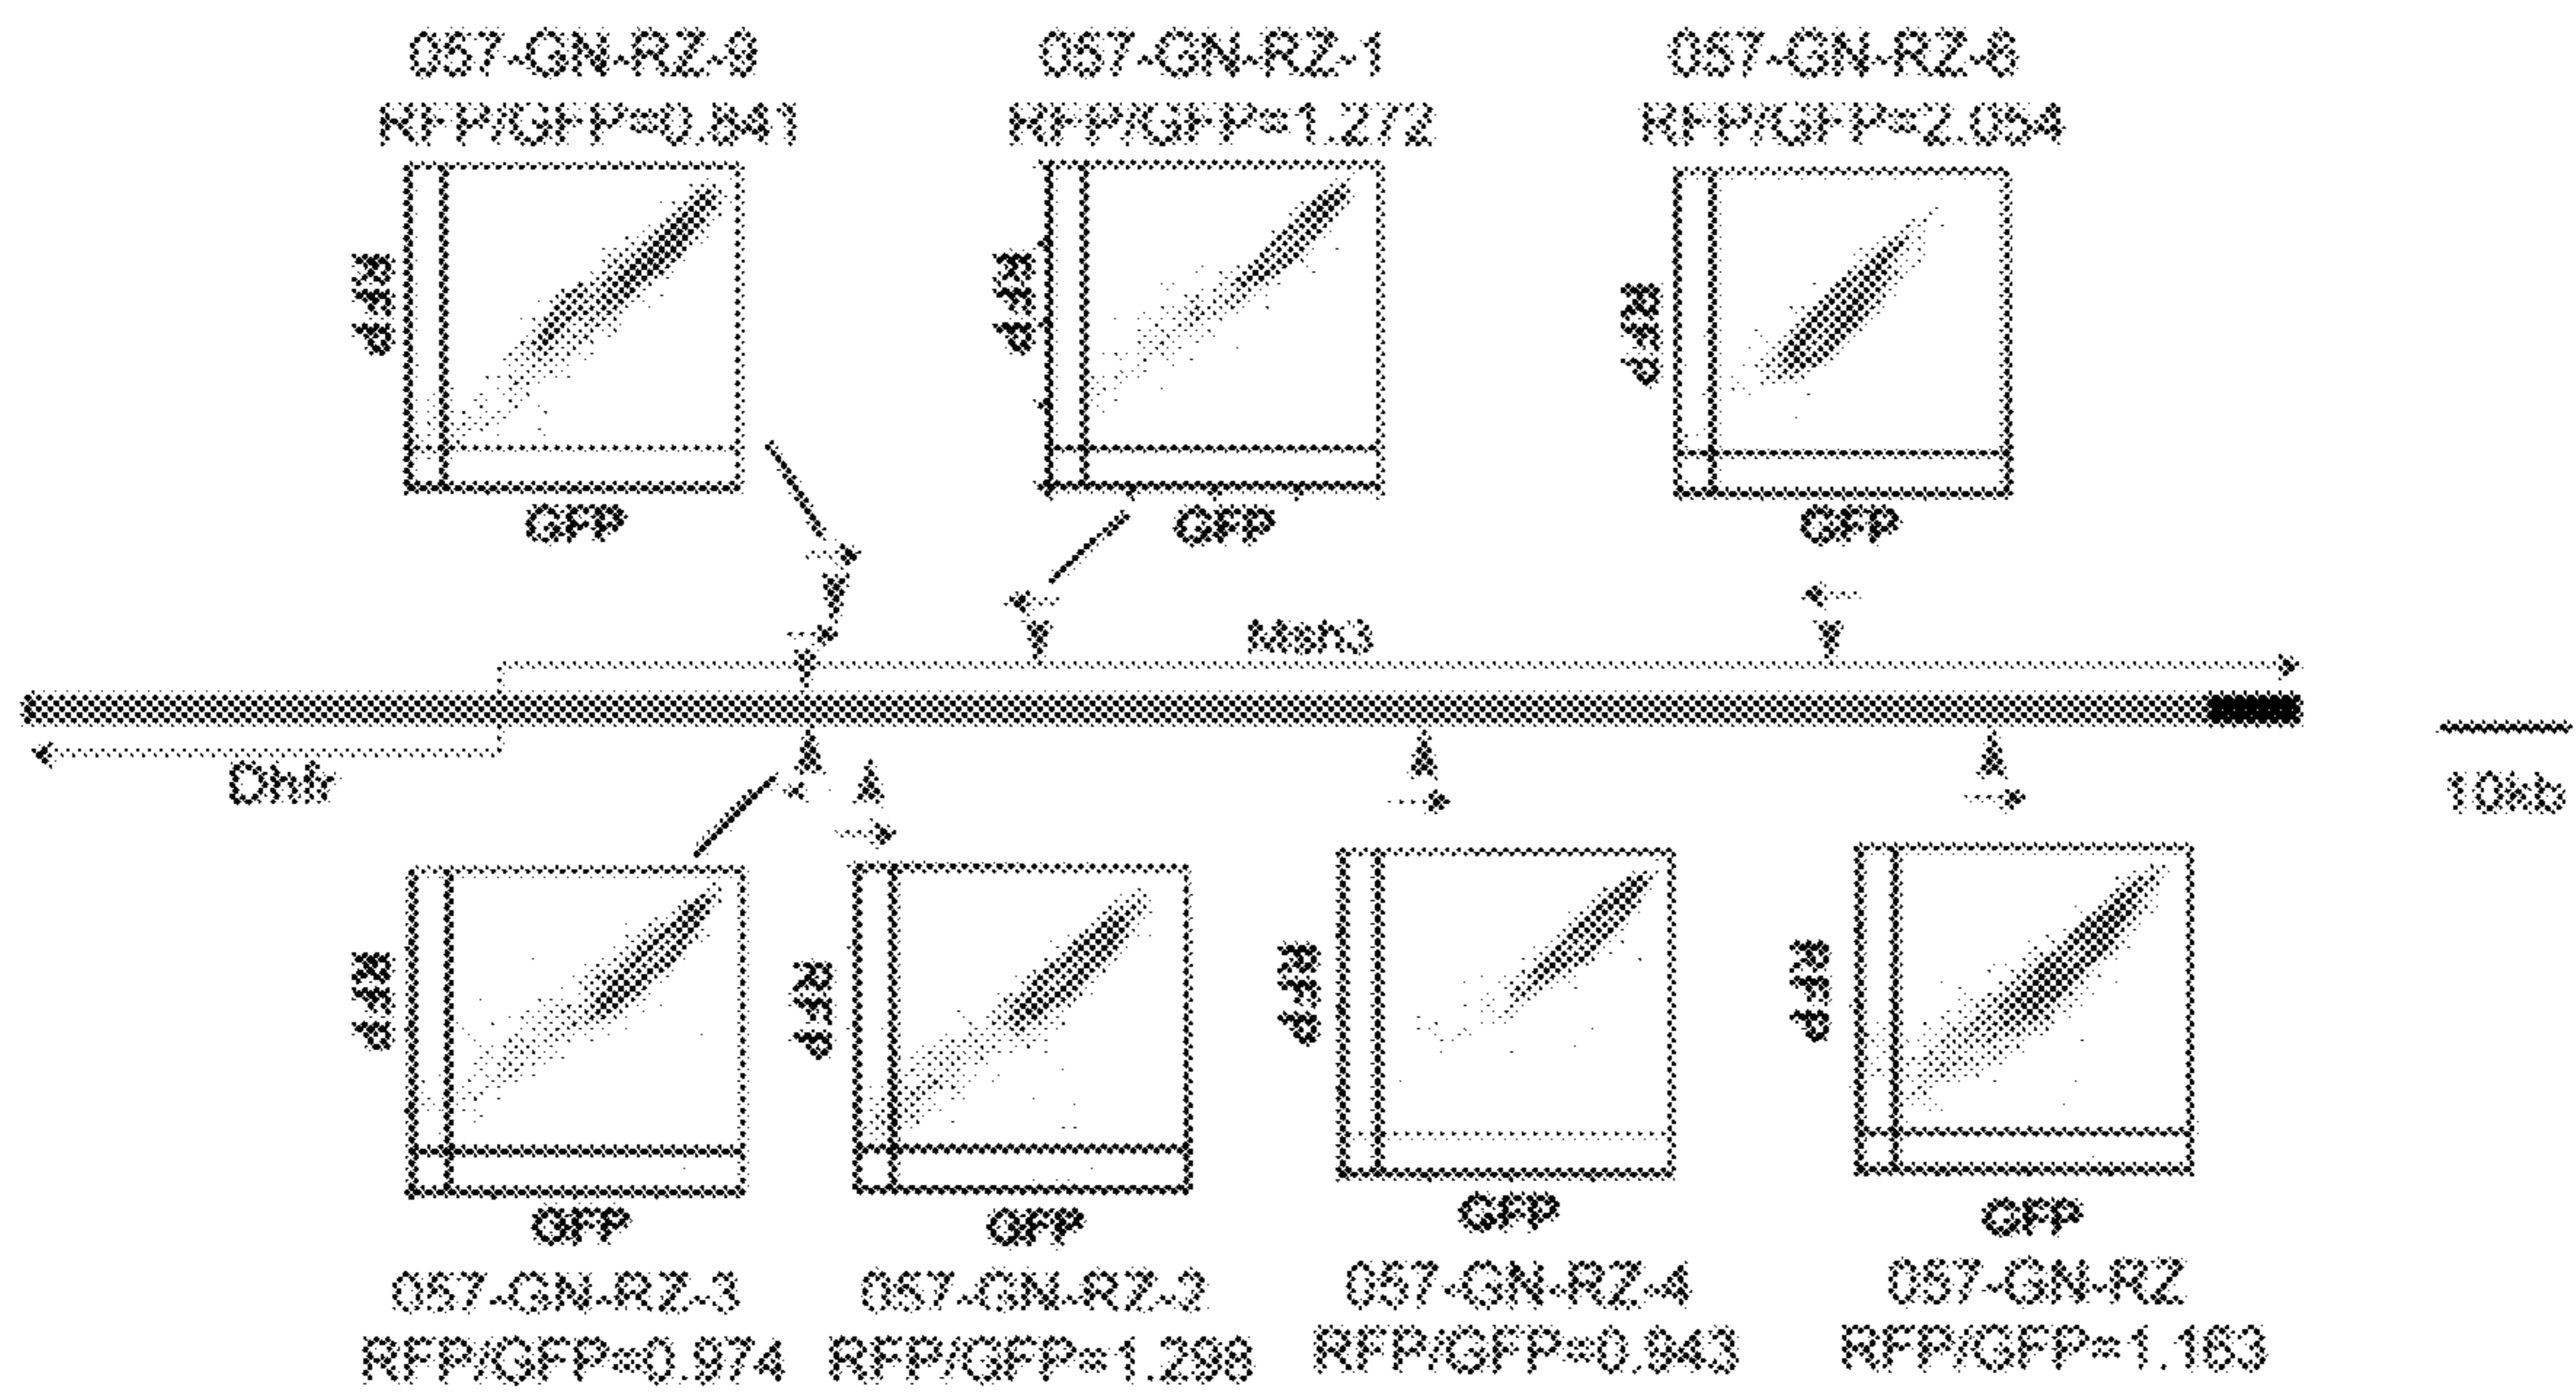 057-GN-RZ-9
RFP/GFP=0.841
RFP
GFP
057-GN-RZ-1
RFP/GFP=1.272
RFP
GFP
057-GN-RZ-6
RFP/GFP=2.054
RFP
GFP
Msh3
Dhfr
10kb
RFP
GFP
057-GN-RZ-3
RFP/GFP=0.974
RFP
GFP
057-GN-RZ-2
RFP/GFP=1.298
RFP
GFP
057-GN-RZ-4
RFP/GFP=0.943
RFP
GFP
057-GN-RZ
RFP/GFP=1.163